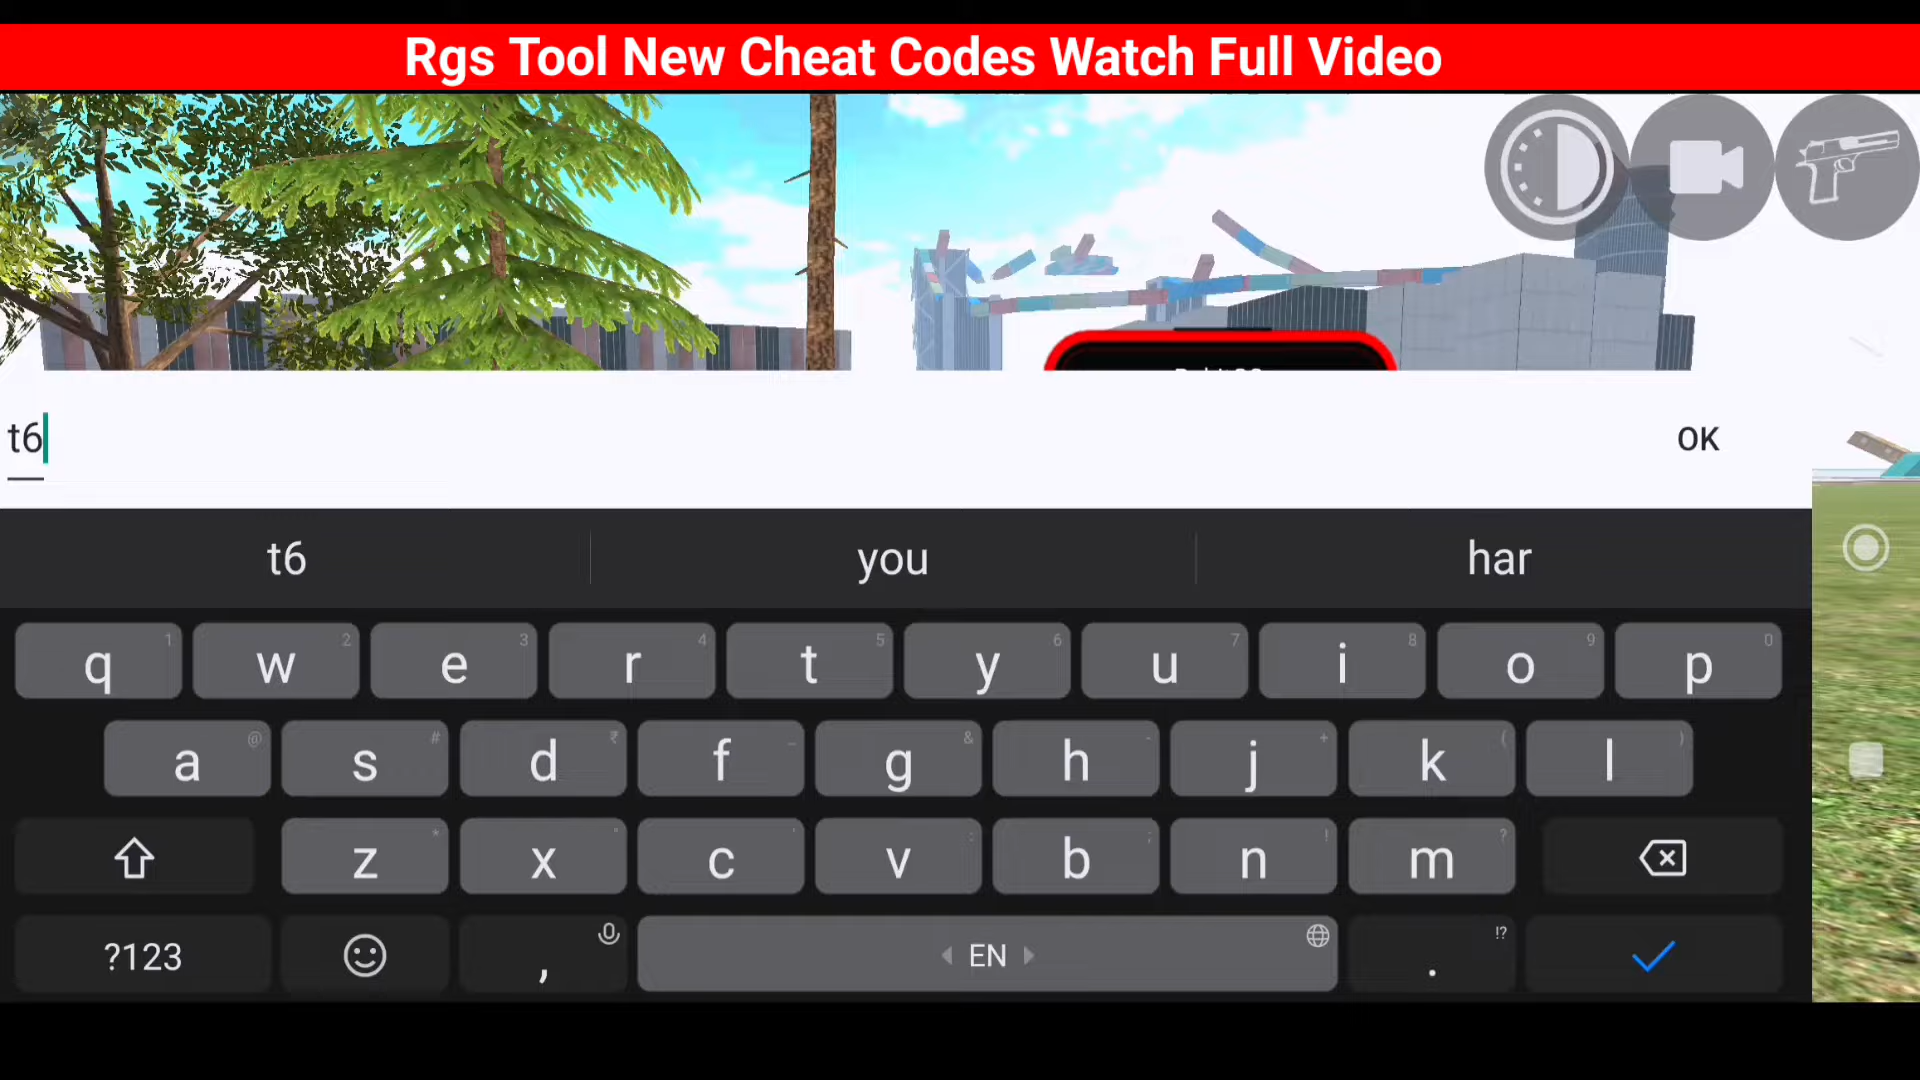 Rgs Tool New Cheat Codes Watch Full Video
t6
OK
t6 you har
q 1 w 2 e 3 r 4 t 5 y 6 u 7 i 8 o 9 p 0
a @ s # d ₹ f _ g & h - j + k ( l )
z * x " c ' v : b ; n ! m ?
?123 , EN . !?